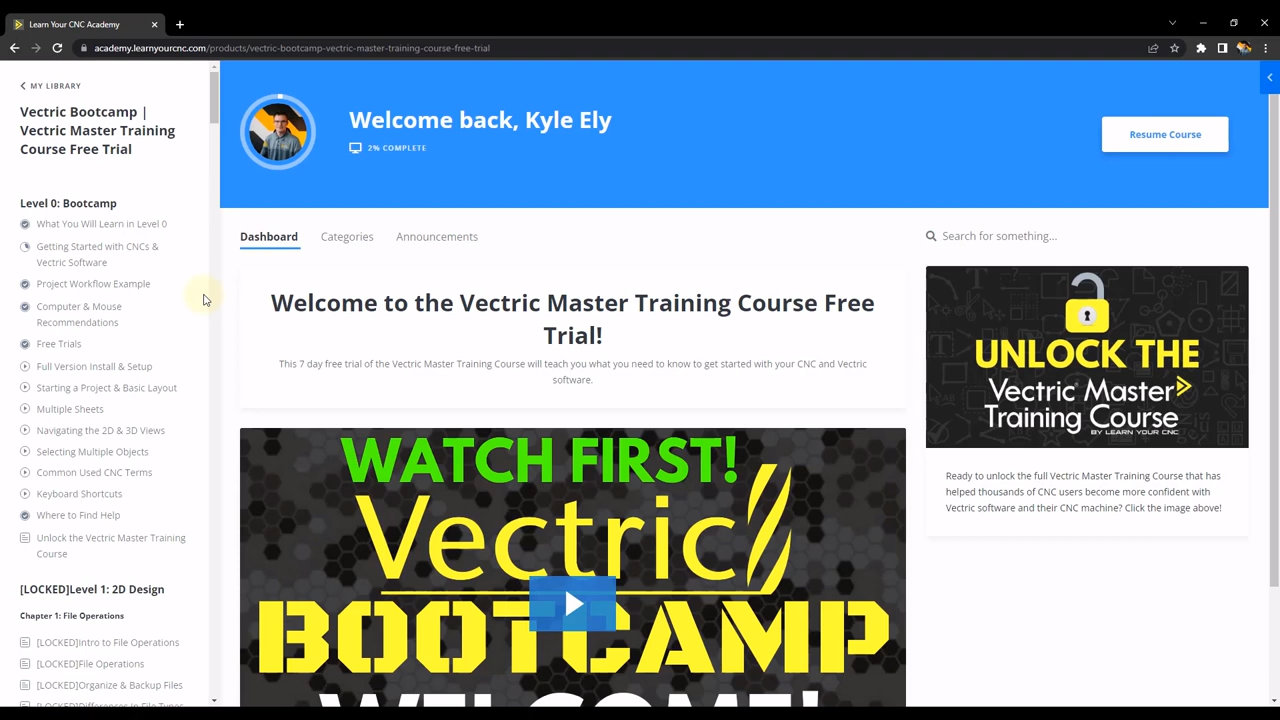 Learn Your CNC Academy
academy.learnyourcnc.com/products/vectric-bootcamp-vectric-master-training-course-free-trial
MY LIBRARY
Vectric Bootcamp |
Vectric Master Training
Course Free Trial
Level 0: Bootcamp
What You Will Learn in Level 0
Getting Started with CNCs &
Vectric Software
Project Workflow Example
Computer & Mouse
Recommendations
Free Trials
Full Version Install & Setup
Starting a Project & Basic Layout
Multiple Sheets
Navigating the 2D & 3D Views
Selecting Multiple Objects
Common Used CNC Terms
Keyboard Shortcuts
Where to Find Help
Unlock the Vectric Master Training
Course
[LOCKED]Level 1: 2D Design
Chapter 1: File Operations
[LOCKED]Intro to File Operations
[LOCKED]File Operations
[LOCKED]Organize & Backup Files
[LOCKED]Differences In File Types
Welcome back, Kyle Ely
2% COMPLETE
Resume Course
Dashboard
Categories
Announcements
Search for something...
Welcome to the Vectric Master Training Course Free
Trial!
This 7 day free trial of the Vectric Master Training Course will teach you what you need to know to get started with your CNC and Vectric
software.
WATCH FIRST!
Vectric
BOOTCAMP
WELCOME!
UNLOCK THE
Vectric Master
Training Course
BY LEARN YOUR CNC
Ready to unlock the full Vectric Master Training Course that has
helped thousands of CNC users become more confident with
Vectric software and their CNC machine? Click the image above!